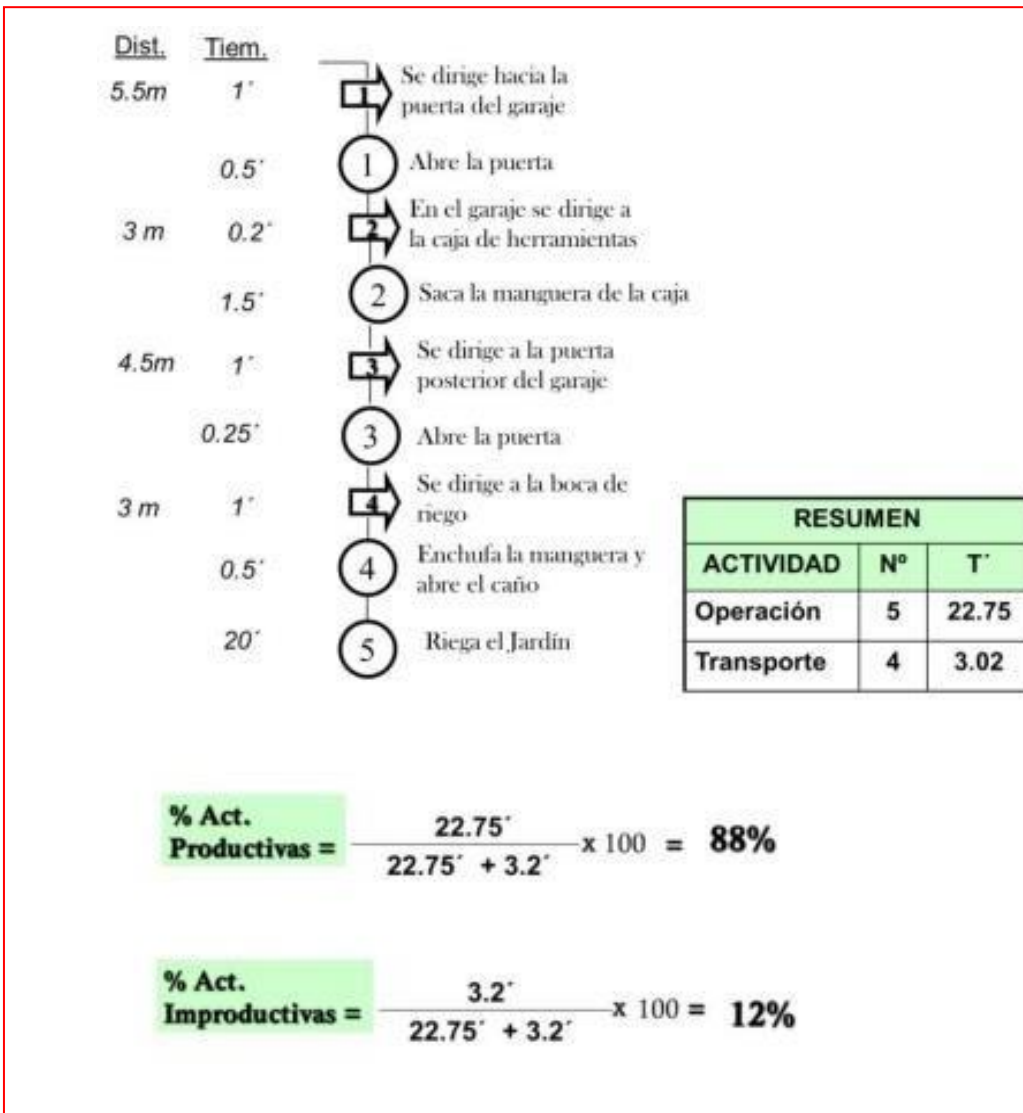 Dist. Tiem.
5.5m 1´ 1 Se dirige hacia la
puerta del garaje
0.5´ 1 Abre la puerta
3 m 0.2´ 2 En el garaje se dirige a
la caja de herramientas
1.5´ 2 Saca la manguera de la caja
4.5m 1´ 3 Se dirige a la puerta
posterior del garaje
0.25´ 3 Abre la puerta
3 m 1´ 4 Se dirige a la boca de
riego
0.5´ 4 Enchufa la manguera y
abre el caño
20´ 5 Riega el Jardín
RESUMEN
ACTIVIDAD Nº T´
Operación 5 22.75
Transporte 4 3.02
% Act.
Productivas = 22.75´ x 100 = 88%
22.75´ + 3.2´
% Act.
Improductivas = 3.2´ x 100 = 12%
22.75´ + 3.2´